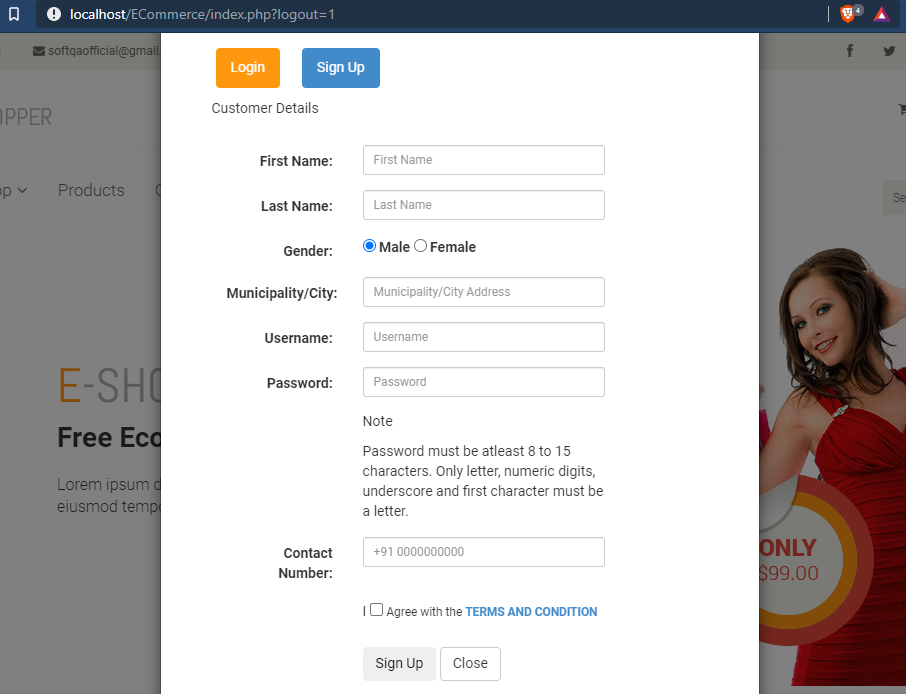 localhost/ECommerce/index.php?logout=1
4
softqaofficial@gmail.
Login
Sign Up
Customer Details
OPPER
First Name:
First Name
Products
Last Name:
Last Name
Se
Gender:
Male
Female
Municipality/City:
Municipality/City Address
Username:
Username
Password:
Password
E-SHO
Note
Free Eco
Password must be atleast 8 to 15
characters. Only letter, numeric digits,
underscore and first character must be
a letter.
Lorem ipsum d
eiusmod tempo
Contact
Number:
+91 0000000000
ONLY
$99.00
I Agree with the TERMS AND CONDITION
Sign Up
Close